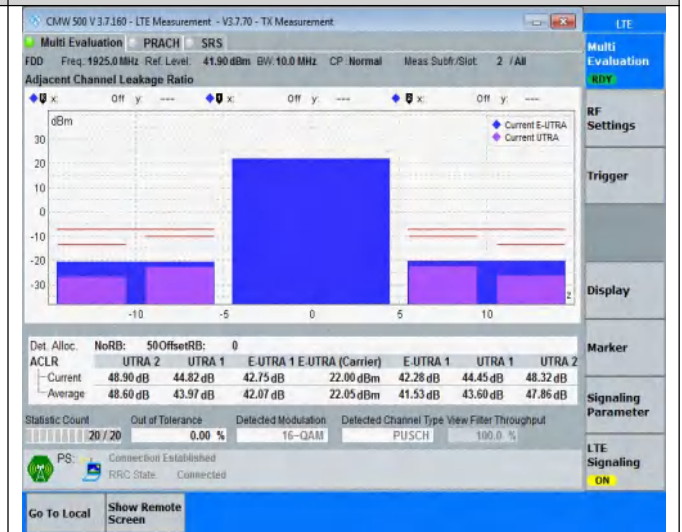 CMW 500 V 3.7.160 - LTE Measurement - V3.7.70 - TX Measurement
LTE
Multi Evaluation PRACH SRS
Multi Evaluation
RDY
FDD Freq.: 1925.0 MHz Ref. Level: 41.90 dBm BW: 10.0 MHz CP: Normal Meas Subfr./Slot: 2 / All
Adjacent Channel Leakage Ratio
x: Off y: --- x: Off y: --- x: Off y: ---
dBm
Current E-UTRA
Current UTRA
30
20
10
0
-10
-20
-30
-10 -5 0 5 10
RF Settings
Trigger
Display
Marker
Signaling Parameter
LTE Signaling
ON
Det. Alloc. NoRB: 50 OffsetRB: 0
ACLR UTRA 2 UTRA 1 E-UTRA 1 E-UTRA (Carrier) E-UTRA 1 UTRA 1 UTRA 2
Current 48.90 dB 44.82 dB 42.75 dB 22.00 dBm 42.28 dB 44.45 dB 48.32 dB
Average 48.60 dB 43.97 dB 42.07 dB 22.05 dBm 41.53 dB 43.60 dB 47.86 dB
Statistic Count Out of Tolerance Detected Modulation Detected Channel Type View Filter Throughput
20 / 20 0.00 % 16-QAM PUSCH 100.0 %
PS: Connection Established
RRC State Connected
Go To Local
Show Remote Screen